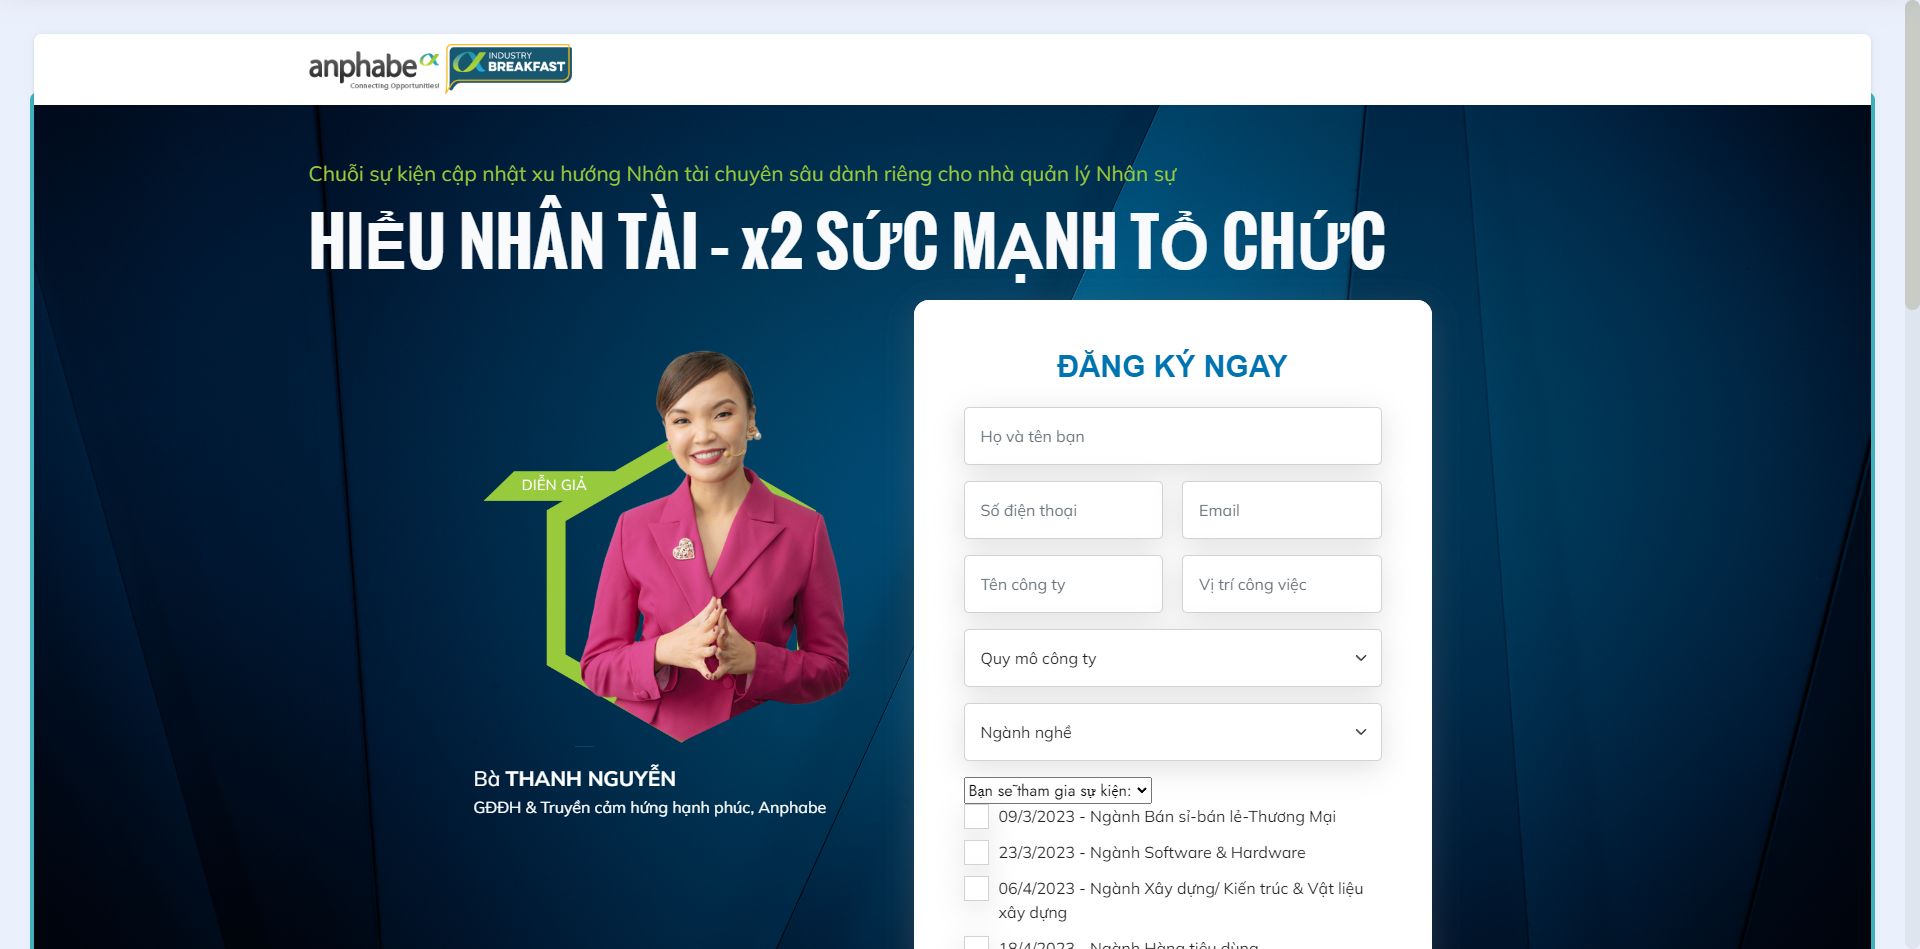 anphabe
Connecting Opportunities!
INDUSTRY
BREAKFAST
Chuỗi sự kiện cập nhật xu hướng Nhân tài chuyên sâu dành riêng cho nhà quản lý Nhân sự
HIỂU NHÂN TÀI - x2 SỨC MẠNH TỔ CHỨC
DIỄN GIẢ
Bà THANH NGUYỄN
GĐĐH & Truyền cảm hứng hạnh phúc, Anphabe
ĐĂNG KÝ NGAY
Họ và tên bạn
Số điện thoại
Email
Tên công ty
Vị trí công việc
Quy mô công ty
Ngành nghề
Bạn sẽ tham gia sự kiện:
09/3/2023 - Ngành Bán sỉ-bán lẻ-Thương Mại
23/3/2023 - Ngành Software & Hardware
06/4/2023 - Ngành Xây dựng/ Kiến trúc & Vật liệu
xây dựng
18/4/2023 - Ngành Hàng tiêu dùng